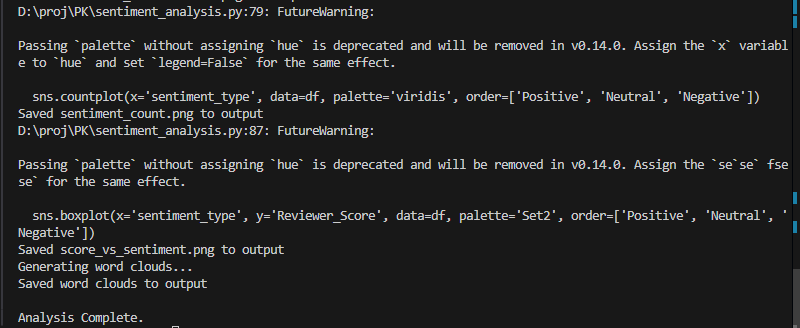 D:\proj\PK\sentiment_analysis.py:79: FutureWarning:
Passing `palette` without assigning `hue` is deprecated and will be removed in v0.14.0. Assign the `x` variabl
e to `hue` and set `legend=False` for the same effect.
sns.countplot(x='sentiment_type', data=df, palette='viridis', order=['Positive', 'Neutral', 'Negative'])
Saved sentiment_count.png to output
D:\proj\PK\sentiment_analysis.py:87: FutureWarning:
Passing `palette` without assigning `hue` is deprecated and will be removed in v0.14.0. Assign the `se`se` fse
se` for the same effect.
sns.boxplot(x='sentiment_type', y='Reviewer_Score', data=df, palette='Set2', order=['Positive', 'Neutral', '
Negative'])
Saved score_vs_sentiment.png to output
Generating word clouds...
Saved word clouds to output
Analysis Complete.